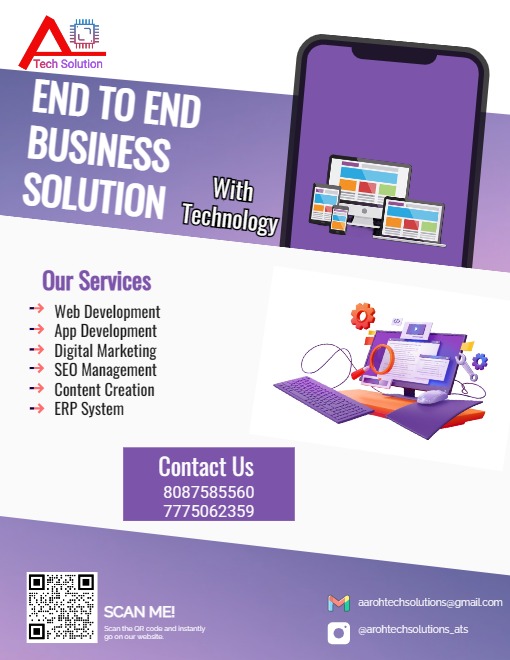 Tech Solution
END TO END
BUSINESS
SOLUTION
With
Technology
Our Services
Web Development
App Development
Digital Marketing
SEO Management
Content Creation
ERP System
Contact Us
8087585560
7775062359
SCAN ME!
Scan the QR code and instantly
go on our website.
aarohtechsolutions@gmail.com
@arohtechsolutions_ats